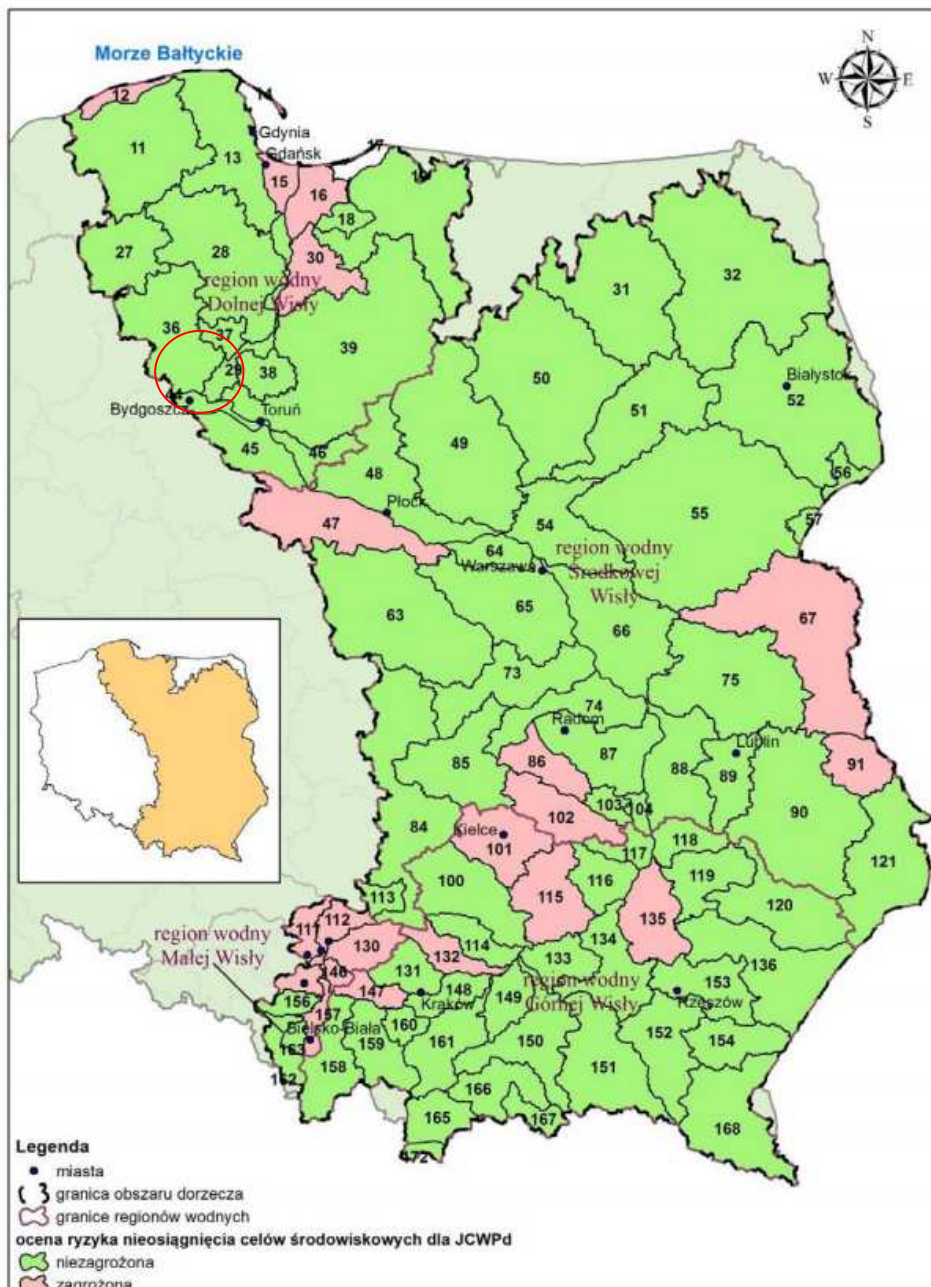 Morze Bałtyckie
N
W E
S
12
14
Gdynia
11
13
Gdańsk
17
15
16
18
27
28
30
31
32
region wodny
Dolnej Wisły
36
37
39
29
38
50
Białystok
52
44
Bydgoszcz
Toruń
51
45
46
49
48
56
Płock
47
54
55
57
64
region wodny
Warszawa
Środkowej
Wisły
63
65
66
67
73
75
74
Radom
Lublin
85
86
87
88
89
91
103
104
102
90
84
Kielce
101
117
118
121
100
116
119
113
115
120
112
111
135
region wodny
Małej Wisły
130
114
134
132
133
136
146
131
region wodny
153
147
148
Górnej Wisły
156
Kraków
149
Rzeszów
157
Bielsko-Biała
160
152
154
163
159
161
150
158
151
162
166
165
167
168
172
Legenda
miasta
granica obszaru dorzecza
granice regionów wodnych
ocena ryzyka nieosiągnięcia celów środowiskowych dla JCWPd
niezagrożona
zagrożona